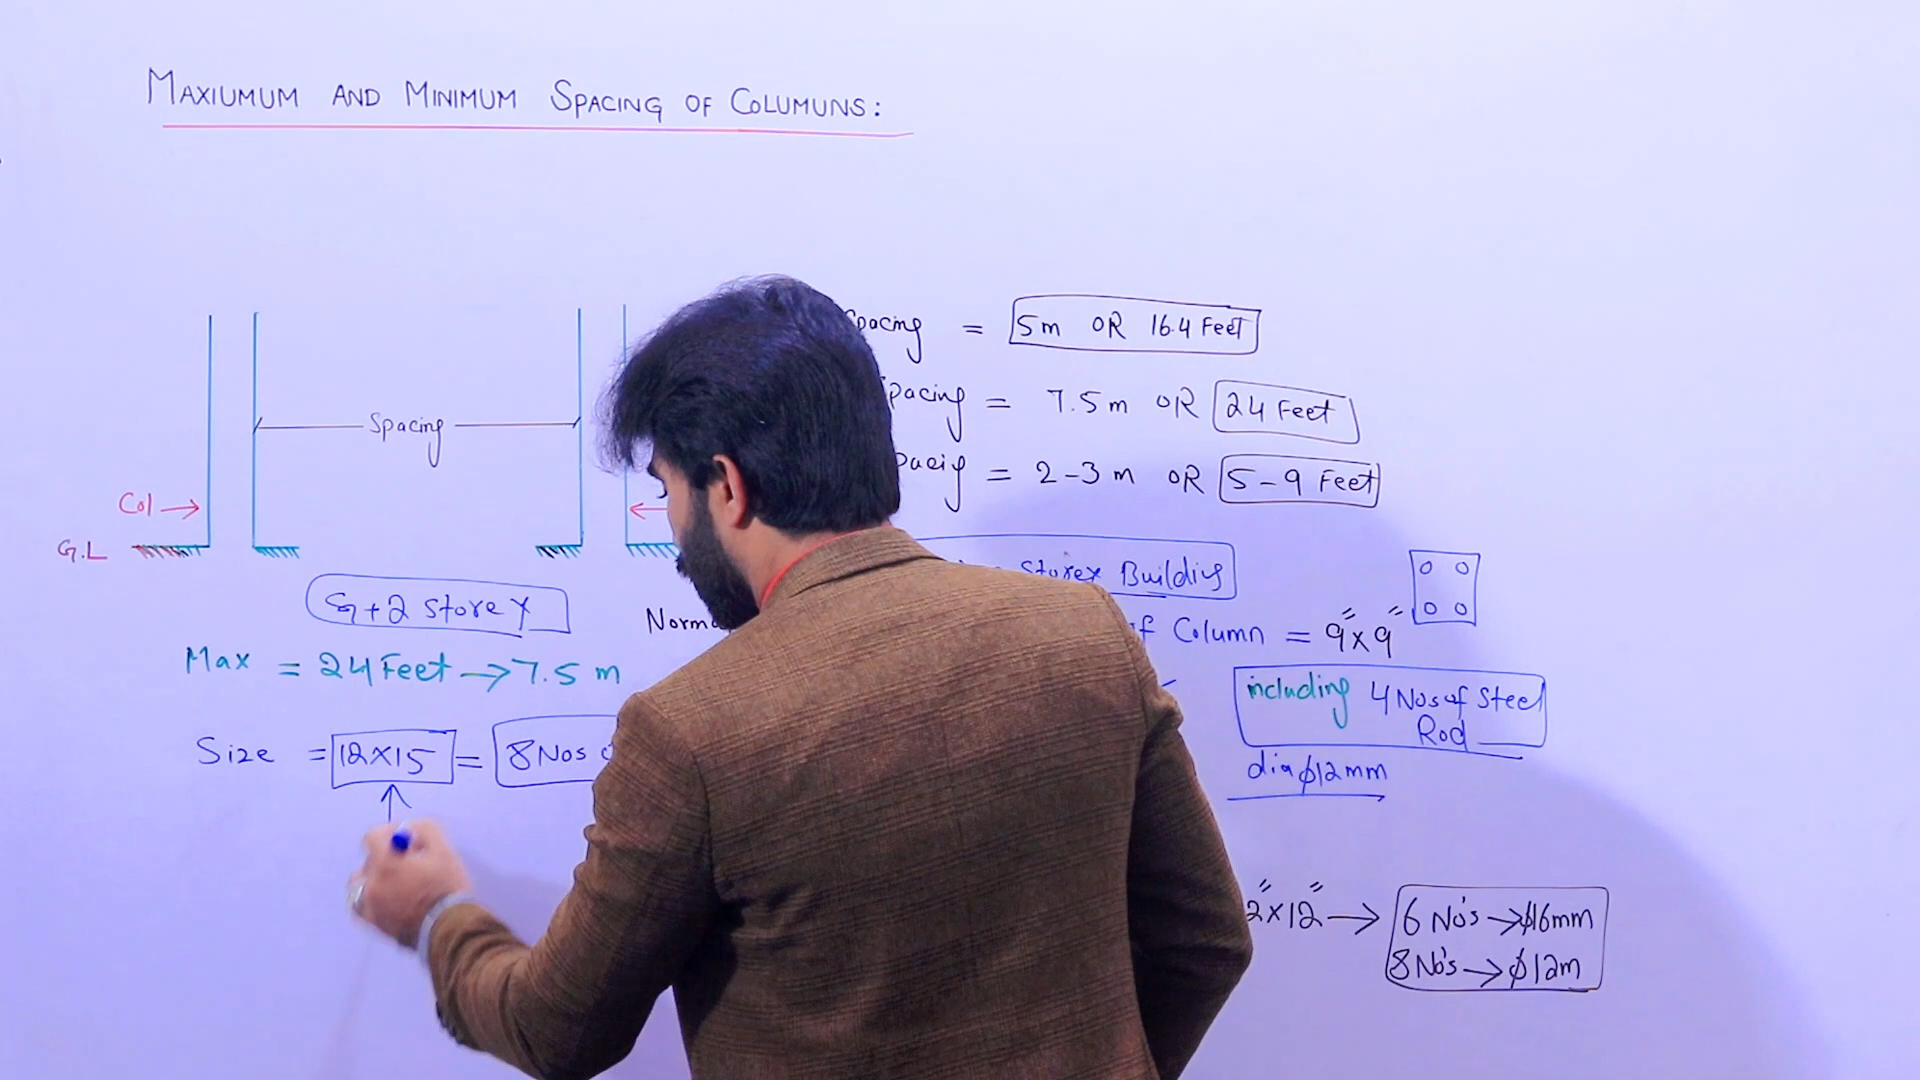 MAXIUMUM AND MINIMUM SPACING OF COLUMUNS:
Spacing = 5m OR 16.4 Feet
Spacing = 7.5m OR 24 Feet
= 2-3 m OR 5-9 Feet
Spacing
Col →
G.L
Storey Building
G+2 Storey
of Column = 9"x9"
Max = 24 Feet → 7.5 m
including 4 Nos of Steel
Rod
Size = 12x15 = 8 Nos
dia ϕ12mm
2"x12" → 6 No's → ϕ16mm
8 No's → ϕ12m